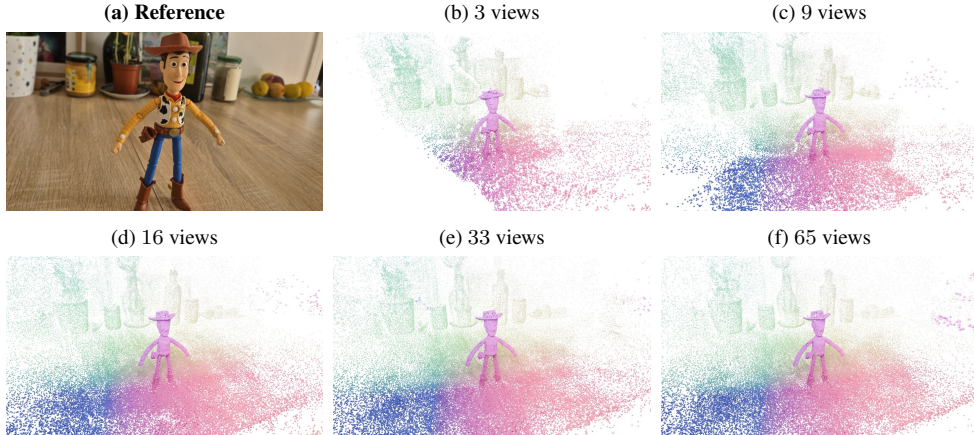 (a) Reference
(b) 3 views
(c) 9 views
(d) 16 views
(e) 33 views
(f) 65 views